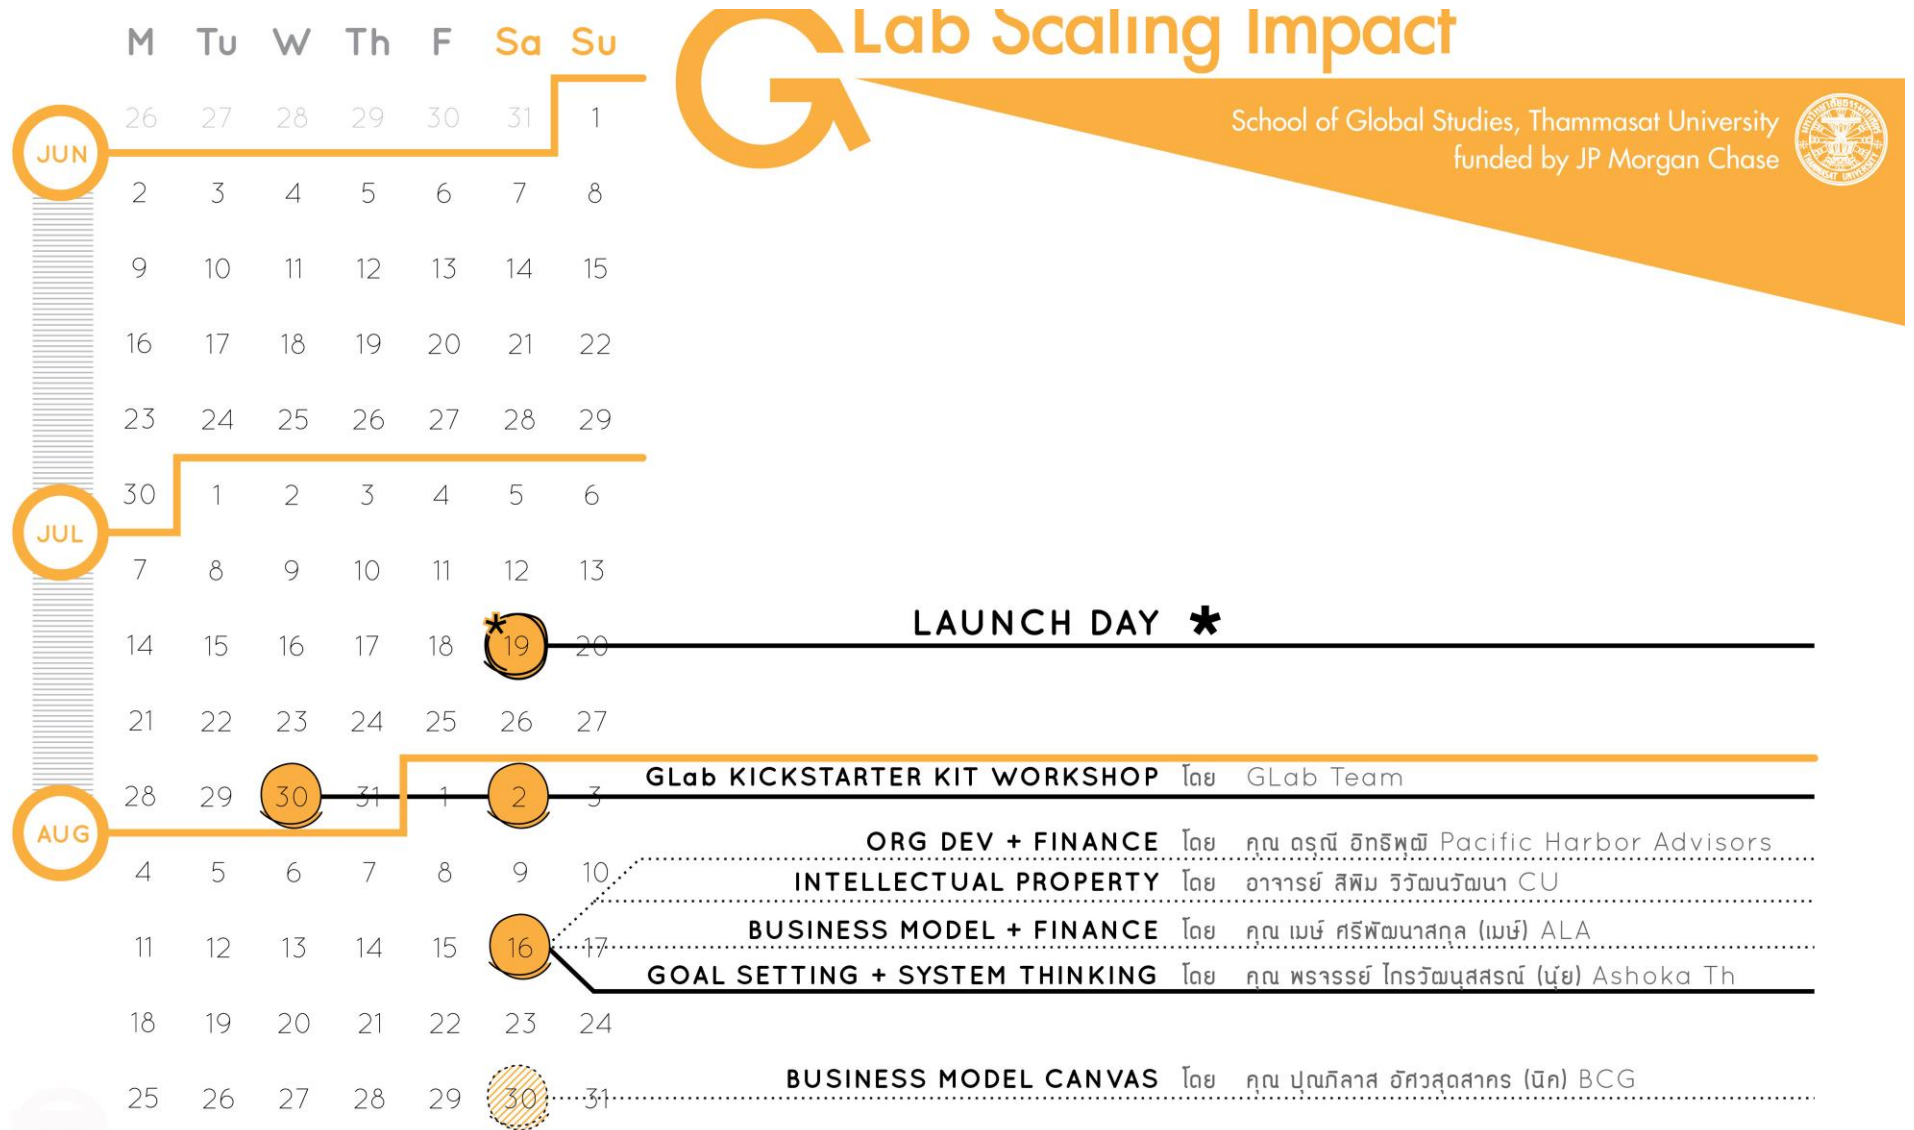 M Tu W Th F Sa Su
GLab Scaling Impact
26 27 28 29 30 31 1
School of Global Studies, Thammasat University
funded by JP Morgan Chase
JUN
2 3 4 5 6 7 8
9 10 11 12 13 14 15
16 17 18 19 20 21 22
23 24 25 26 27 28 29
30 1 2 3 4 5 6
JUL
7 8 9 10 11 12 13
LAUNCH DAY *
14 15 16 17 18 *19 20
21 22 23 24 25 26 27
GLab KICKSTARTER KIT WORKSHOP โดย GLab Team
28 29 30 31 1 2 3
AUG
ORG DEV + FINANCE โดย คุณ ดรุณี อิทธิพุฒิ Pacific Harbor Advisors
4 5 6 7 8 9 10
INTELLECTUAL PROPERTY โดย อาจารย์ สิพิม วิวัฒนวัฒนา CU
BUSINESS MODEL + FINANCE โดย คุณ เมษ์ ศรีพัฒนาสกุล (เมษ์) ALA
11 12 13 14 15 16 17
GOAL SETTING + SYSTEM THINKING โดย คุณ พรจรรย์ ไกรวัฒนุสสรณ์ (นุ้ย) Ashoka Th
18 19 20 21 22 23 24
BUSINESS MODEL CANVAS โดย คุณ ปุณภิลาส อัศวสุดสาคร (นิค) BCG
25 26 27 28 29 30 31